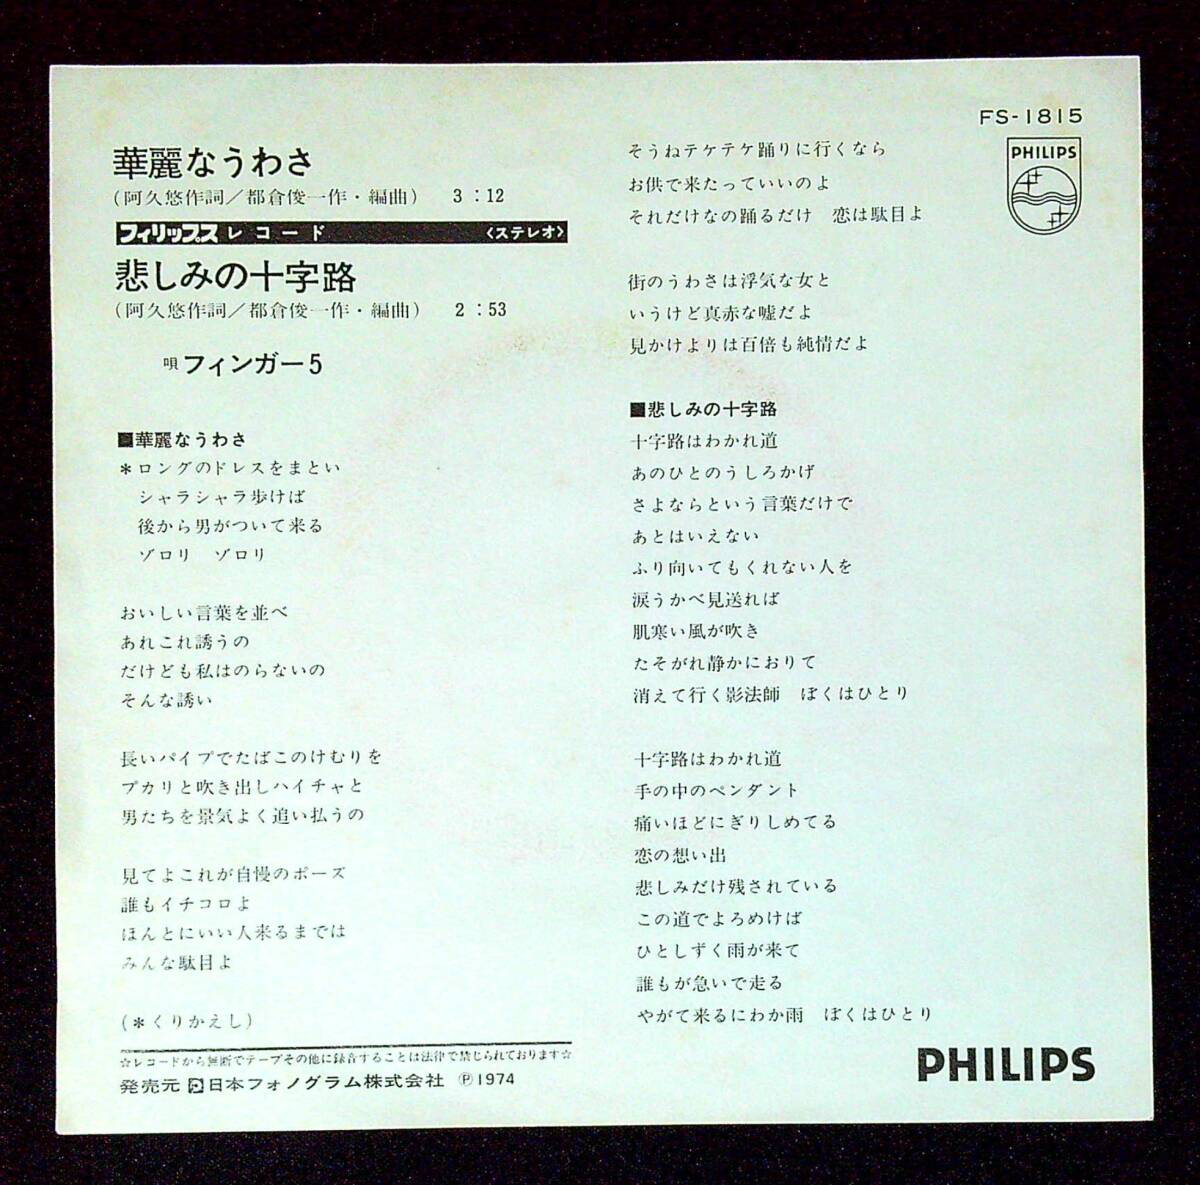 FS-1815
PHILIPS
華麗なうわさ
(阿久悠作詞／都倉俊一作・編曲) 3:12
フィリップス レコード 〈ステレオ〉
悲しみの十字路
(阿久悠作詞／都倉俊一作・編曲) 2:53
唄 フィンガー5
■華麗なうわさ
＊ロングのドレスをまとい
シャラシャラ歩けば
後から男がついて来る
ゾロリ ゾロリ
おいしい言葉を並べ
あれこれ誘うの
だけども私はのらないの
そんな誘い
長いパイプでたばこのけむりを
プカリと吹き出しハイチャと
男たちを景気よく追い払うの
見てよこれが自慢のポーズ
誰もイチコロよ
ほんとにいい人来るまでは
みんな駄目よ
(＊くりかえし)
そうねテケテケ踊りに行くなら
お供で来たっていいのよ
それだけなの踊るだけ 恋は駄目よ
街のうわさは浮気な女と
いうけど真赤な嘘だよ
見かけよりは百倍も純情だよ
■悲しみの十字路
十字路はわかれ道
あのひとのうしろかげ
さよならという言葉だけで
あとはいえない
ふり向いてもくれない人を
涙うかべ見送れば
肌寒い風が吹き
たそがれ静かにおりて
消えて行く影法師 ぼくはひとり
十字路はわかれ道
手の中のペンダント
痛いほどにぎりしめてる
恋の想い出
悲しみだけ残されている
この道でよろめけば
ひとしずく雨が来て
誰もが急いで走る
やがて来るにわか雨 ぼくはひとり
☆レコードから無断でテープその他に録音することは法律で禁じられております☆
発売元 日本フォノグラム株式会社 Ⓟ1974
PHILIPS